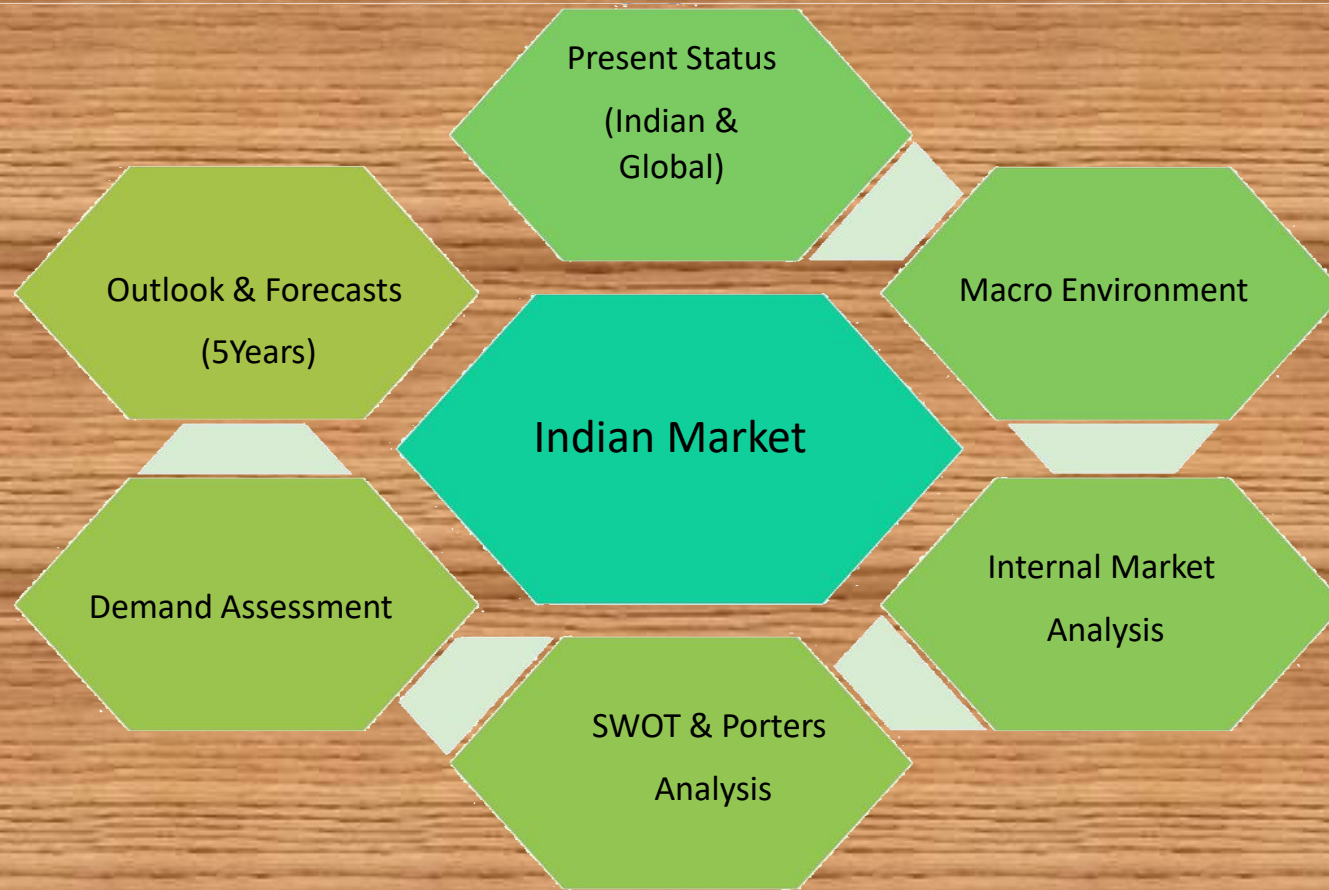 Present Status
(Indian &
Global)
Macro Environment
Internal Market
Analysis
SWOT & Porters
Analysis
Demand Assessment
Outlook & Forecasts
(5Years)
Indian Market